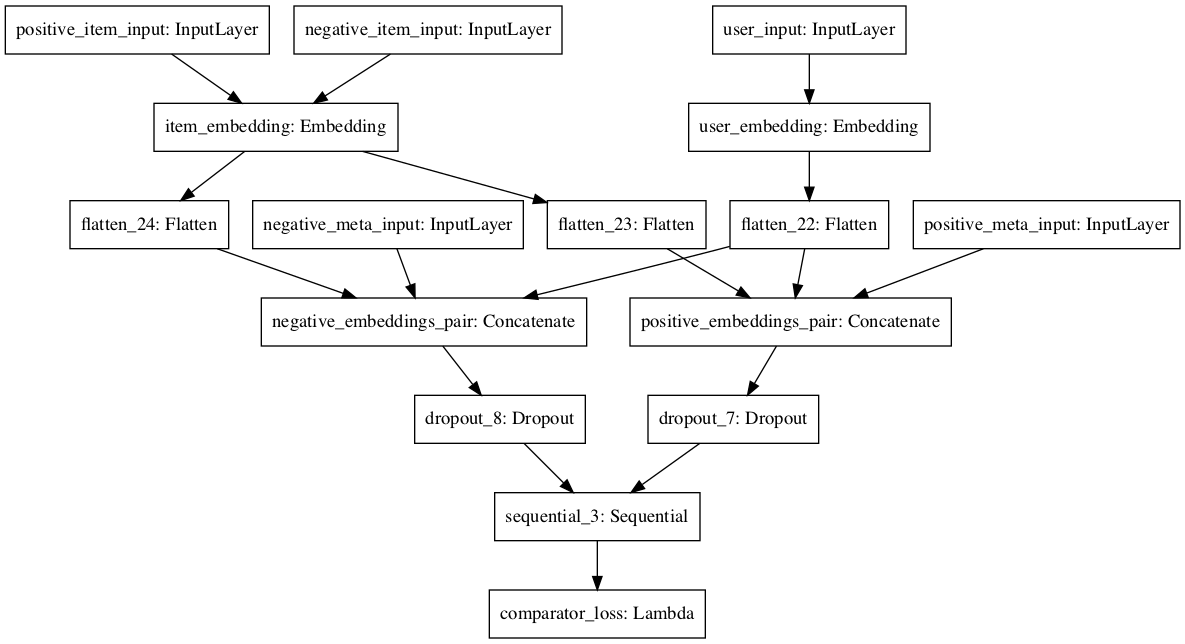 positive_item_input: InputLayer
negative_item_input: InputLayer
user_input: InputLayer
item_embedding: Embedding
user_embedding: Embedding
flatten_24: Flatten
negative_meta_input: InputLayer
flatten_23: Flatten
flatten_22: Flatten
positive_meta_input: InputLayer
negative_embeddings_pair: Concatenate
positive_embeddings_pair: Concatenate
dropout_8: Dropout
dropout_7: Dropout
sequential_3: Sequential
comparator_loss: Lambda